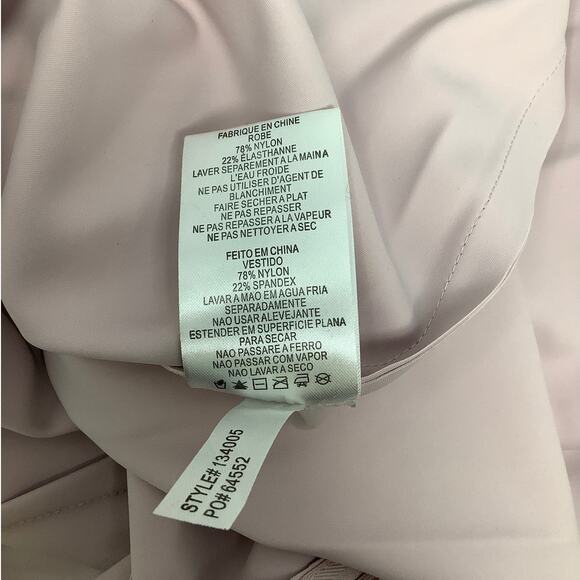 FABRIQUE EN CHINE
ROBE
78% NYLON
22% ÉLASTHANNE
LAVER SEPAREMENT A LA MAIN A
L'EAU FROIDE
NE PAS UTILISER D'AGENT DE
BLANCHIMENT
FAIRE SECHER A PLAT
NE PAS REPASSER
NE PAS REPASSER A LA VAPEUR
NE PAS NETTOYER A SEC
FEITO EM CHINA
VESTIDO
78% NYLON
22% SPANDEX
LAVAR A MAO EM AGUA FRIA
SEPARADAMENTE
NAO USAR ALEVEJANTE
ESTENDER EM SUPERFICIE PLANA
PARA SECAR
NAO PASSARE A FERRO
NAO PASSAR COM VAPOR
NAO LAVAR A SECO
STYLE# 134005
PO# 64552